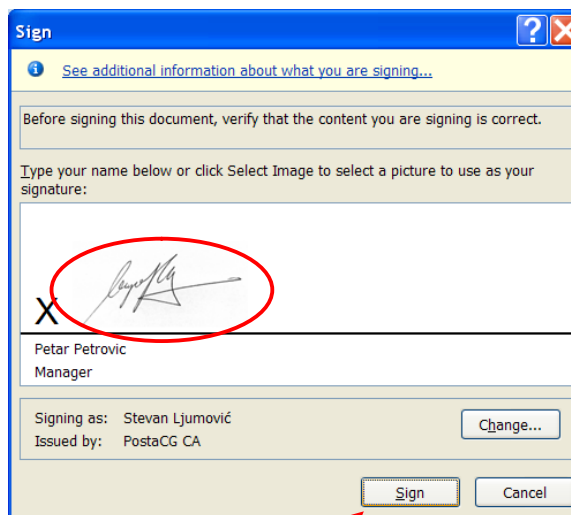 Sign
?
See additional information about what you are signing...
Before signing this document, verify that the content you are signing is correct.
Type your name below or click Select Image to select a picture to use as your
signature:
X
Petar Petrovic
Manager
Signing as: Stevan Ljumović
Change...
Issued by: PostaCG CA
Sign
Cancel